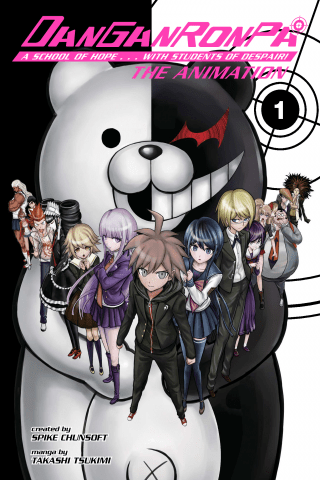 DANGANRONPA
A SCHOOL OF HOPE . . . WITH STUDENTS OF DESPAIR!
THE ANIMATION
1
created by
SPIKE CHUNSOFT
manga by
TAKASHI TSUKIMI